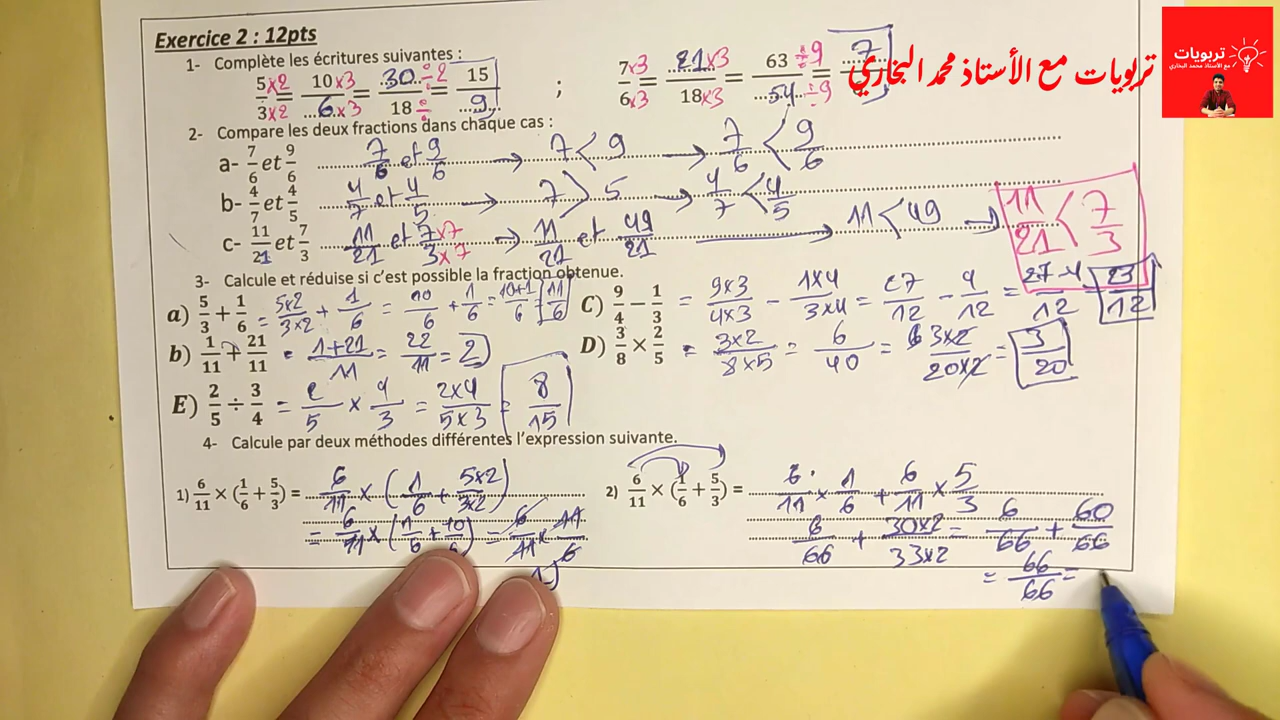 Exercice 2 : 12pts
1- Complète les écritures suivantes :
5×2/3×2 = 10×3/6×3 = 30÷2/18÷2 = 15/9 ; 7×3/6×3 = 21×3/18×3 = 63÷9/54÷9 = 7
2- Compare les deux fractions dans chaque cas :
a- 7/6 et 9/6 7/6 et 9/6 → 7 < 9 → 7/6 < 9/6
b- 4/7 et 4/5 4/7 et 4/5 → 7 > 5 → 4/7 < 4/5
c- 11/21 et 7/3 11/21 et 7×7/3×7 → 11/21 et 49/21 → 11 < 49 → 11/21 < 7/3
3- Calcule et réduise si c'est possible la fraction obtenue.
a) 5/3 + 1/6 = 5×2/3×2 + 1/6 = 10/6 + 1/6 = 10+1/6 = 11/6 C) 9/4 − 1/3 = 9×3/4×3 − 1×4/3×4 = 27/12 − 4/12 = 27-4/12 = 23/12
b) 1/11 + 21/11 = 1+21/11 = 22/11 = 2 D) 3/8 × 2/5 = 3×2/8×5 = 6/40 = 3×2/20×2 = 3/20
E) 2/5 ÷ 3/4 = 2/5 × 4/3 = 2×4/5×3 = 8/15
4- Calcule par deux méthodes différentes l'expression suivante.
1) 6/11 × (1/6 + 5/3) = 6/11 × (1/6 + 5×2/3×2) 2) 6/11 × (1/6 + 5/3) = 6/11 × 1/6 + 6/11 × 5/3
= 6/11 × (1/6 + 10/6) = 6/11 × 11/6 6/66 + 30×2/33×2 = 6/66 + 60/66
= 66/66 =
تربويات مع الأستاذ محمد البخاري
تربويات
مع الأستاذ محمد البخاري